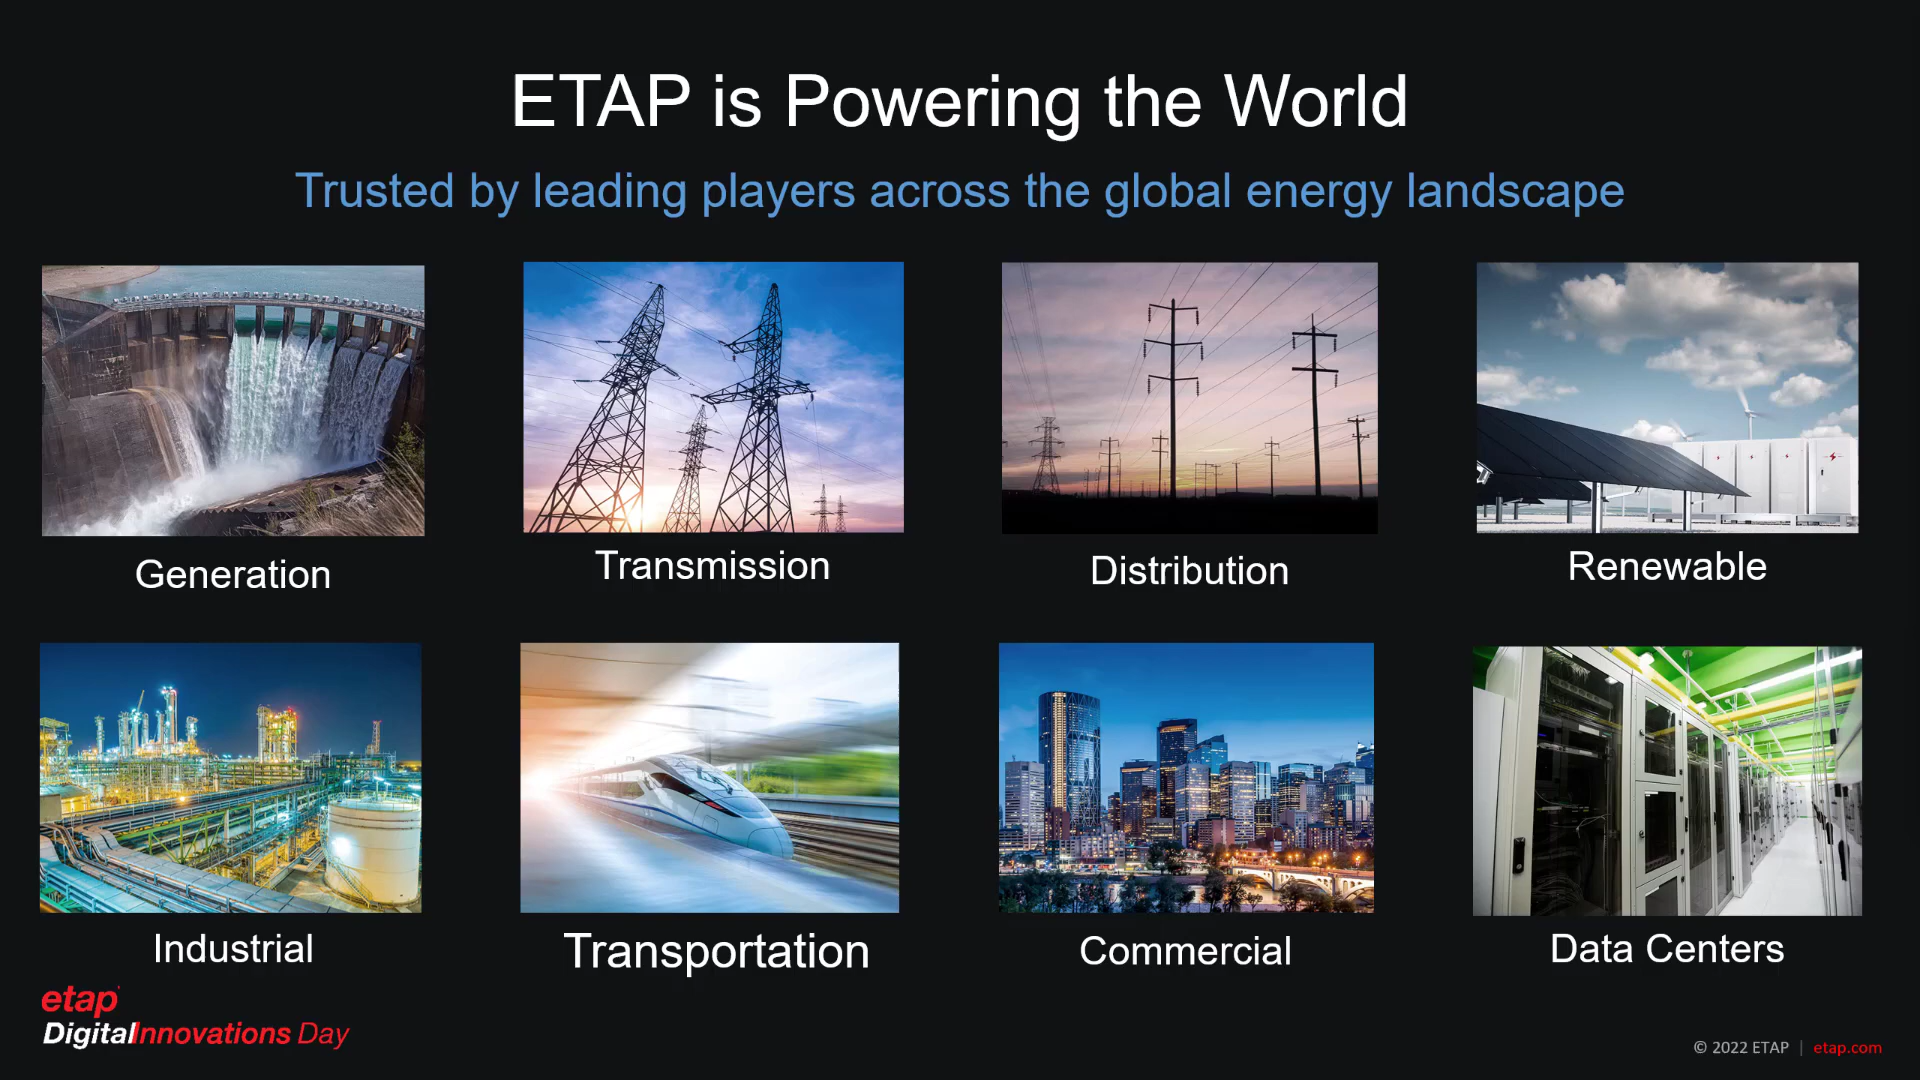 ETAP is Powering the World
Trusted by leading players across the global energy landscape
Generation
Transmission
Distribution
Renewable
Industrial
Transportation
Commercial
Data Centers
etap
DigitalInnovations Day
© 2022 ETAP | etap.com